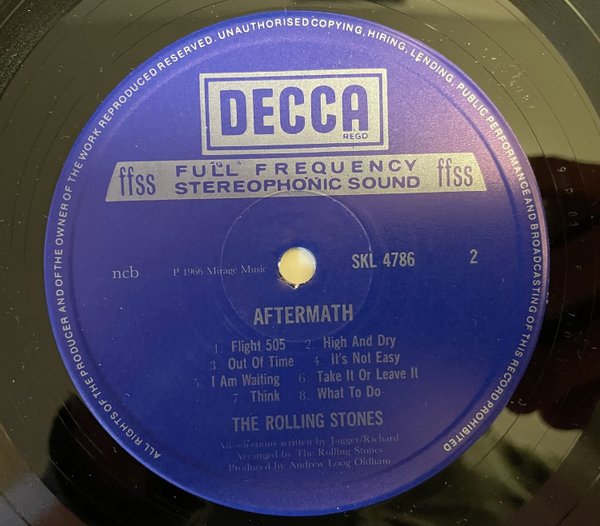 ALL RIGHTS OF THE PRODUCER AND OF THE OWNER OF THE WORK REPRODUCED RESERVED. UNAUTHORISED COPYING, HIRING, LENDING, PUBLIC PERFORMANCE AND BROADCASTING OF THIS RECORD PROHIBITED
DECCA
REGD
ffss FULL FREQUENCY STEREOPHONIC SOUND ffss
ncb P 1966 Mirage Music SKL 4786 2
AFTERMATH
1. Flight 505 2. High And Dry
3. Out Of Time 4. It's Not Easy
5. I Am Waiting 6. Take It Or Leave It
7. Think 8. What To Do
THE ROLLING STONES
All selections written by Jagger/Richard
Arranged by The Rolling Stones
Produced by Andrew Loog Oldham